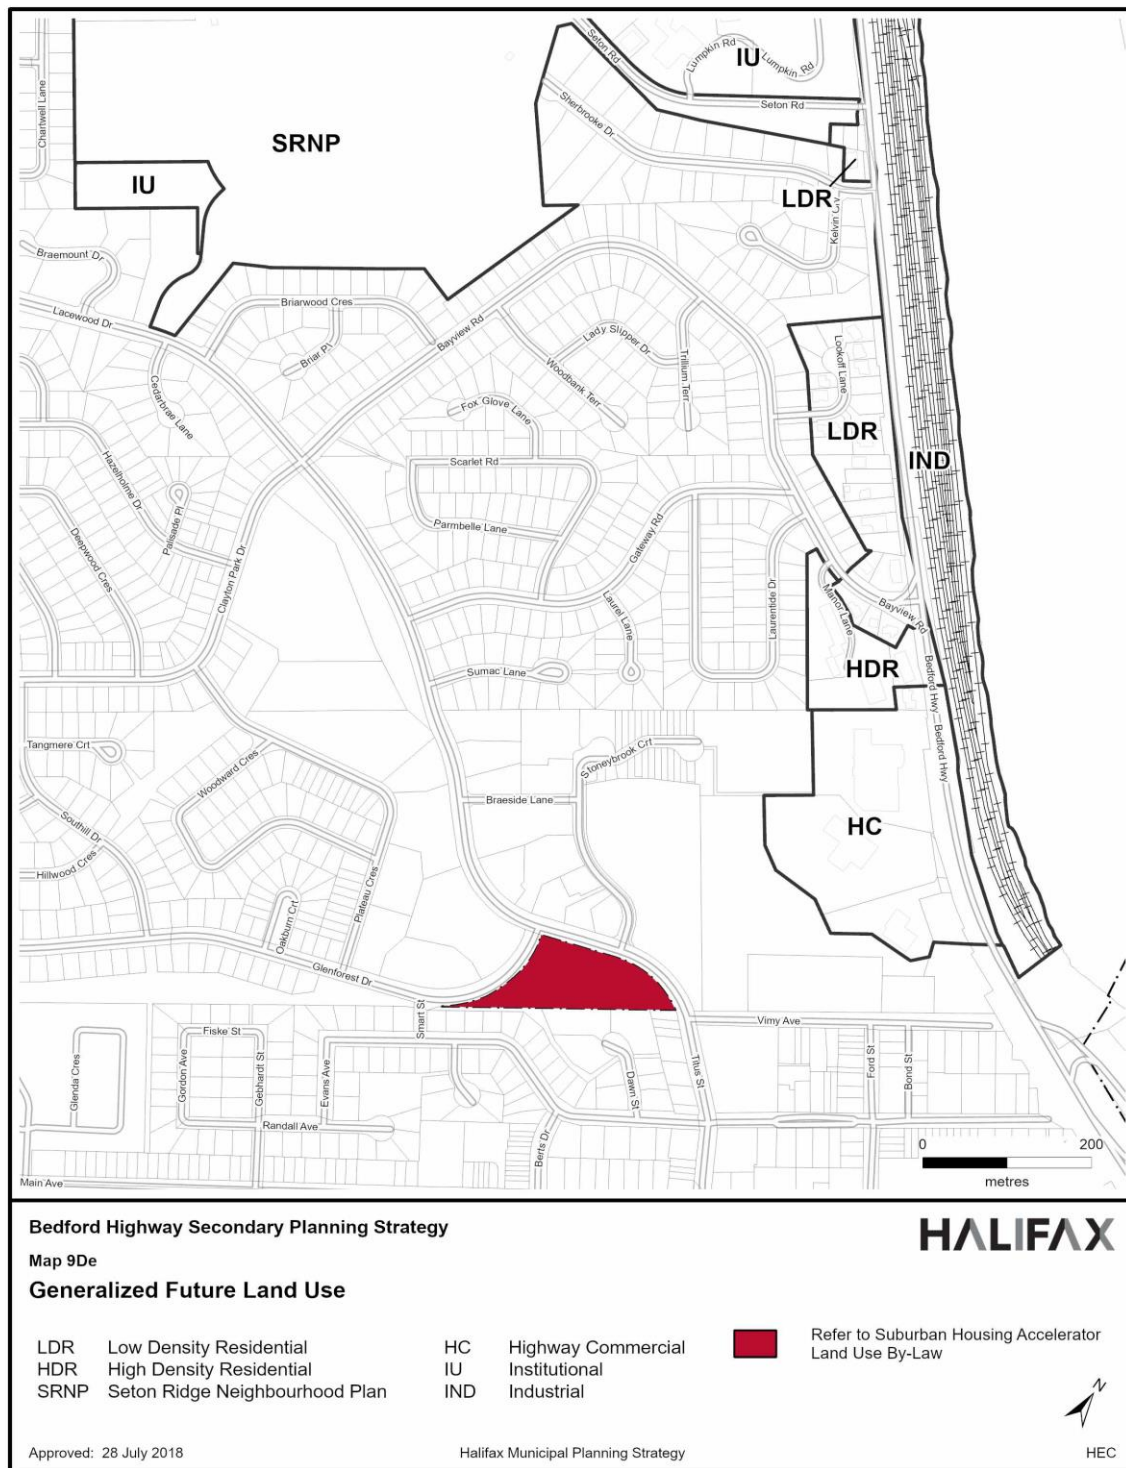 Seton Rd
Lumpkin Rd
Lumpkin Rd
IU
Seton Rd
Chartwell Lane
Sherbrooke Dr
SRNP
IU
LDR
Kelvin Grv
Braemount Dr
Lacewood Dr
Briarwood Cres
Briar Pl
Bayview Rd
Lady Slipper Dr
Woodbank Terr
Trillium Terr
Lookoff Lane
Cedarbrae Lane
Fox Glove Lane
LDR
IND
Scarlet Rd
Hazelholme Dr
Palisade Pl
Parmbelle Lane
Gateway Rd
Deepwood Cres
Clayton Park Dr
Laurel Lane
Laurentide Dr
Manor Lane
Bayview Rd
Sumac Lane
HDR
Bedford Hwy
Bedford Hwy
Tangmere Crt
Woodward Cres
Stoneybrook Crt
Braeside Lane
HC
Southill Dr
Hillwood Cres
Plateau Cres
Oakburn Crt
Glenforest Dr
Smart St
Vimy Ave
Fiske St
Glenda Cres
Gordon Ave
Gebhardt St
Evans Ave
Titus St
Dawn St
Ford St
Bond St
Randall Ave
Berts Dr
Main Ave
0 200
metres
Bedford Highway Secondary Planning Strategy
HALIFAX
Map 9De
Generalized Future Land Use
LDR Low Density Residential
HDR High Density Residential
SRNP Seton Ridge Neighbourhood Plan
HC Highway Commercial
IU Institutional
IND Industrial
Refer to Suburban Housing Accelerator
Land Use By-Law
N
Approved: 28 July 2018
Halifax Municipal Planning Strategy
HEC